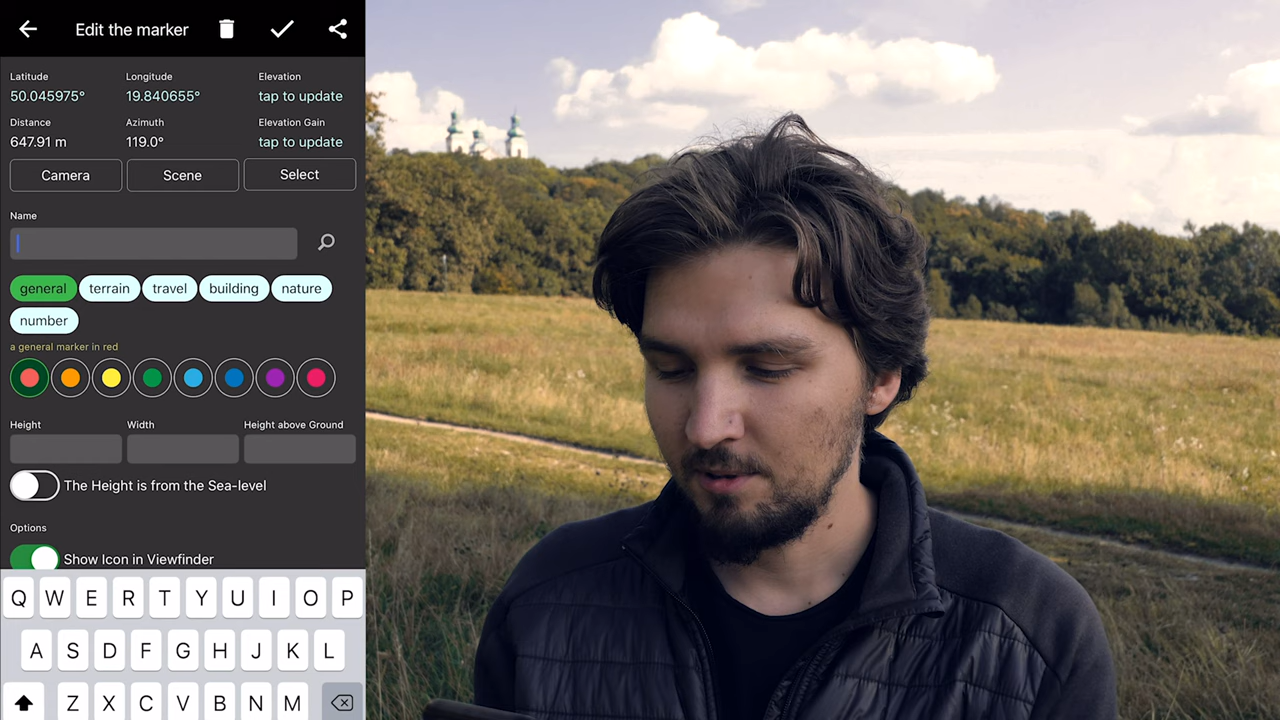 Edit the marker
Latitude Longitude Elevation
50.045975° 19.840655° tap to update
Distance Azimuth Elevation Gain
647.91 m 119.0° tap to update
Camera Scene Select
Name
general terrain travel building nature
number
a general marker in red
Height Width Height above Ground
The Height is from the Sea-level
Options
Show Icon in Viewfinder
Q W E R T Y U I O P
A S D F G H J K L
Z X C V B N M